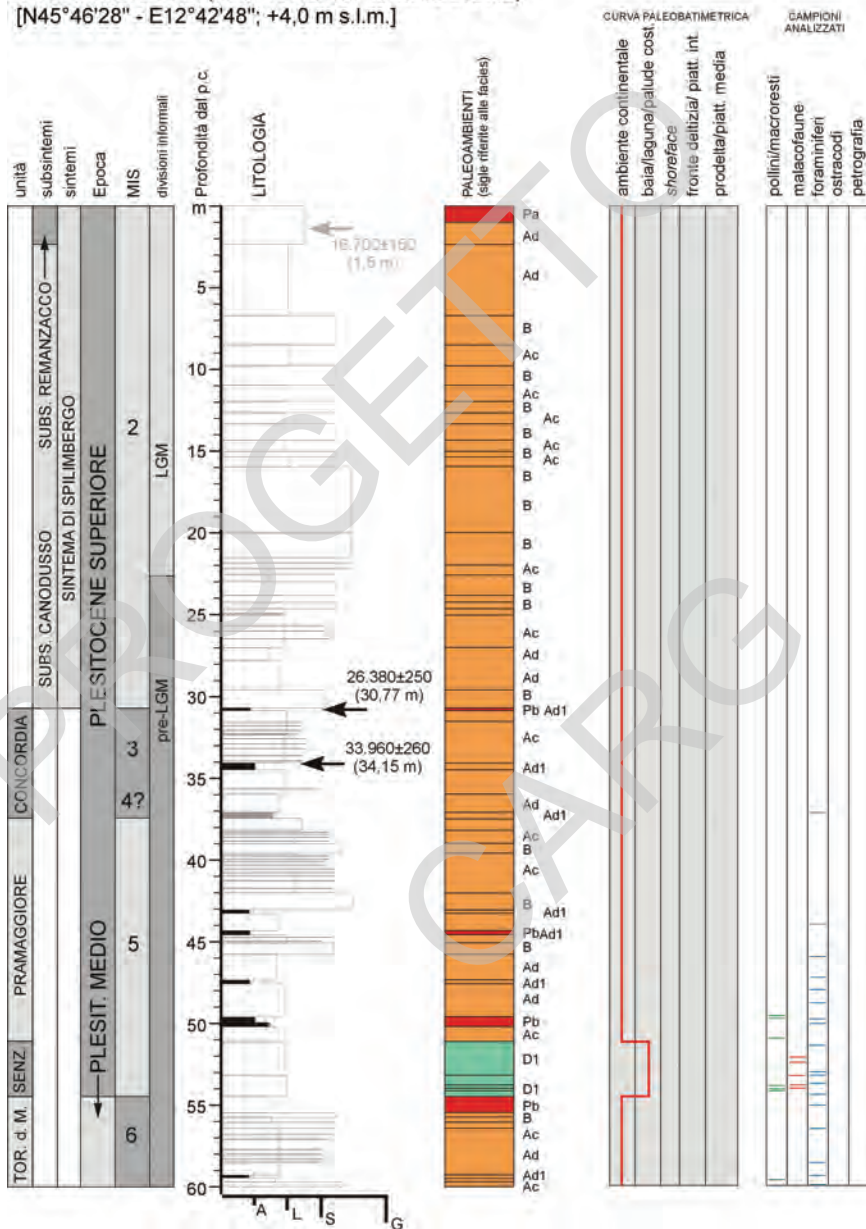 [N45°46'28" - E12°42'48"; +4,0 m s.l.m.]
CURVA PALEOBATIMETRICA
CAMPIONI
ANALIZZATI
unità
subsintemi
sintemi
Epoca
MIS
divisioni informali
Profondità dal p.c.
LITOLOGIA
PALEOAMBIENTI
(sigle riferite alle facies)
ambiente continentale
baia/laguna/palude cost.
shoreface
fronte deltizia/ piatt. int.
prodelta/piatt. media
pollini/macroresti
malacofaune
foraminiferi
ostracodi
petrografia
m
5
10
15
20
25
30
35
40
45
50
55
60
CONCORDIA
PRAMAGGIORE
SENZ.
TOR. d. M.
SUBS. REMANZACCO
SUBS. CANODUSSO
SINTEMA DI SPILIMBERGO
PLESITOCENE SUPERIORE
PLESIT. MEDIO
2
3
4?
5
6
LGM
pre-LGM
16.700±150
(1,5 m)
26.380±250
(30,77 m)
33.960±260
(34,15 m)
A
L
S
G
Pa
Ad
Ad
B
Ac
B
Ac
B
Ac
B
Ac
B
Ac
B
B
B
Ac
B
B
Ac
Ad
Ad
B
Pb Ad1
Ac
Ad1
Ad
Ad1
Ac
B
Ac
B
Ad1
PbAd1
B
Ad
Ad1
Ad
Pb
Ac
D1
D1
Pb
B
Ac
Ad
Ad1
Ac
PROGETTO
CARG